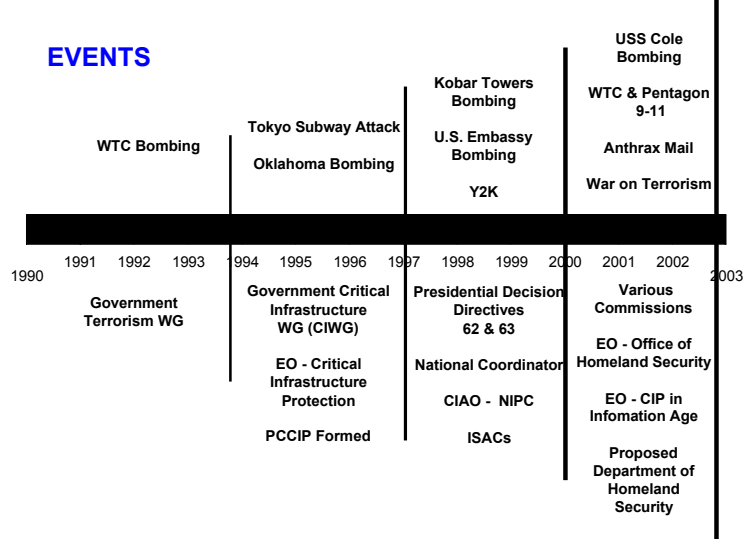 EVENTS
WTC Bombing
Tokyo Subway Attack
Oklahoma Bombing
Kobar Towers
Bombing
U.S. Embassy
Bombing
Y2K
USS Cole
Bombing
WTC & Pentagon
9-11
Anthrax Mail
War on Terrorism
1990
1991
1992
1993
1994
1995
1996
1997
1998
1999
2000
2001
2002
2003
Government
Terrorism WG
Government Critical
Infrastructure
WG (CIWG)
EO - Critical
Infrastructure
Protection
PCCIP Formed
Presidential Decision
Directives
62 & 63
National Coordinator
CIAO - NIPC
ISACs
Various
Commissions
EO - Office of
Homeland Security
EO - CIP in
Infomation Age
Proposed
Department of
Homeland
Security